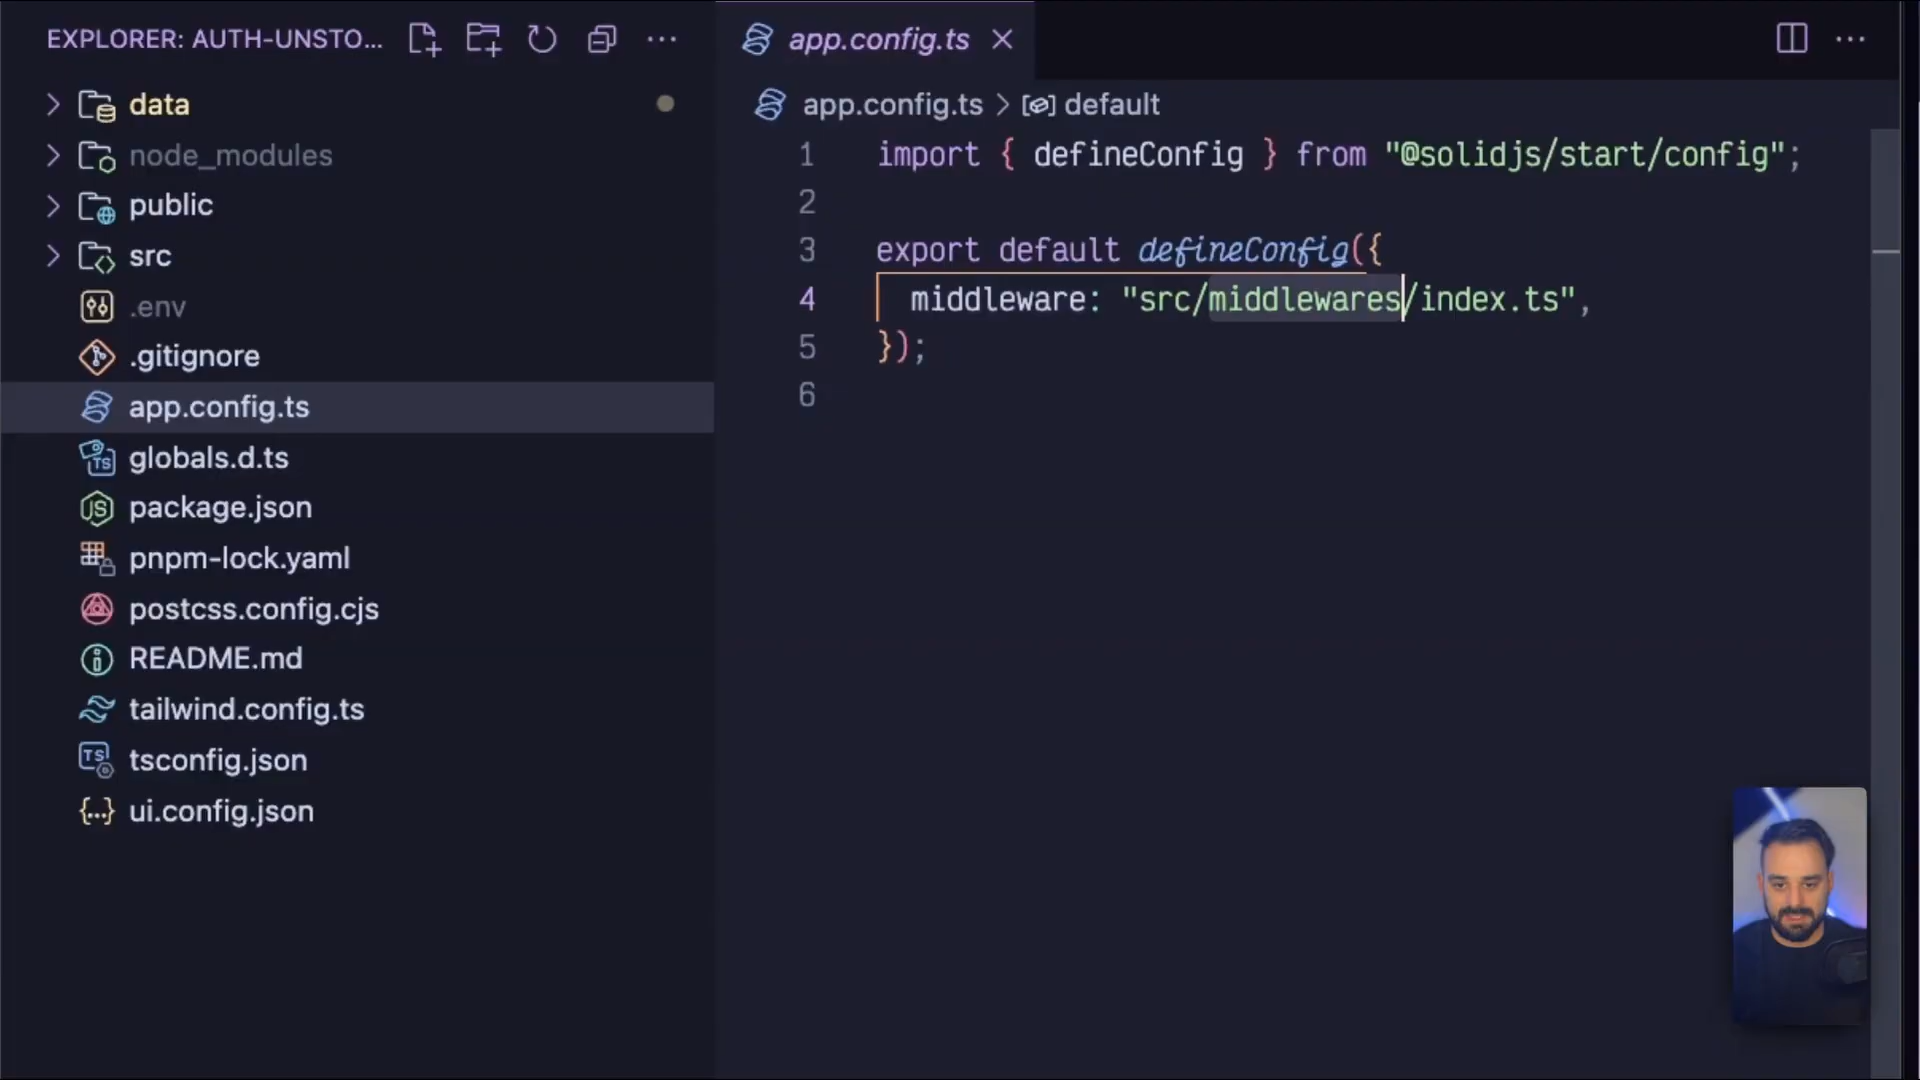 EXPLORER: AUTH-UNSTO...
data
node_modules
public
src
.env
.gitignore
app.config.ts
globals.d.ts
package.json
pnpm-lock.yaml
postcss.config.cjs
README.md
tailwind.config.ts
tsconfig.json
ui.config.json
app.config.ts
app.config.ts > default
1 import { defineConfig } from "@solidjs/start/config";
2
3 export default defineConfig({
4 middleware: "src/middlewares/index.ts",
5 });
6